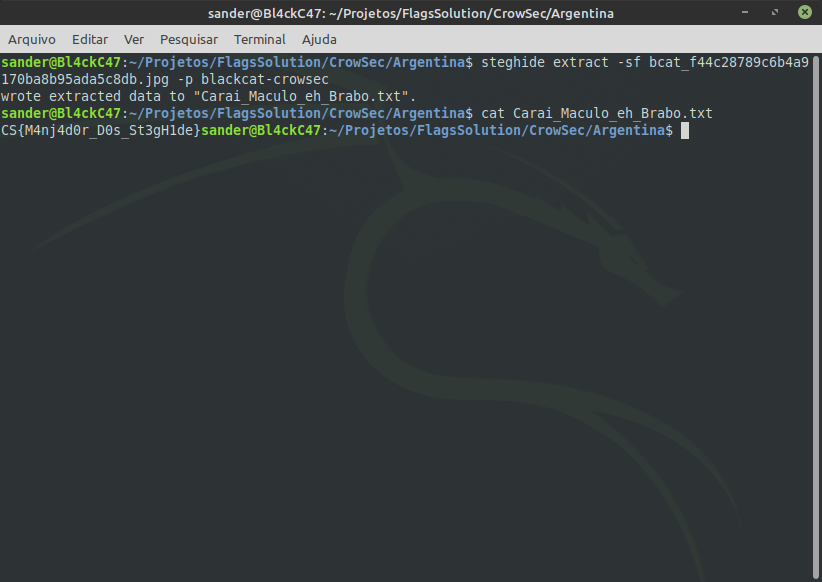 sander@Bl4ckC47: ~/Projetos/FlagsSolution/CrowSec/Argentina
Arquivo Editar Ver Pesquisar Terminal Ajuda
sander@Bl4ckC47:~/Projetos/FlagsSolution/CrowSec/Argentina$ steghide extract -sf bcat_f44c28789c6b4a9
170ba8b95ada5c8db.jpg -p blackcat-crowsec
wrote extracted data to "Carai_Maculo_eh_Brabo.txt".
sander@Bl4ckC47:~/Projetos/FlagsSolution/CrowSec/Argentina$ cat Carai_Maculo_eh_Brabo.txt
CS{M4nj4d0r_D0s_St3gH1de}sander@Bl4ckC47:~/Projetos/FlagsSolution/CrowSec/Argentina$